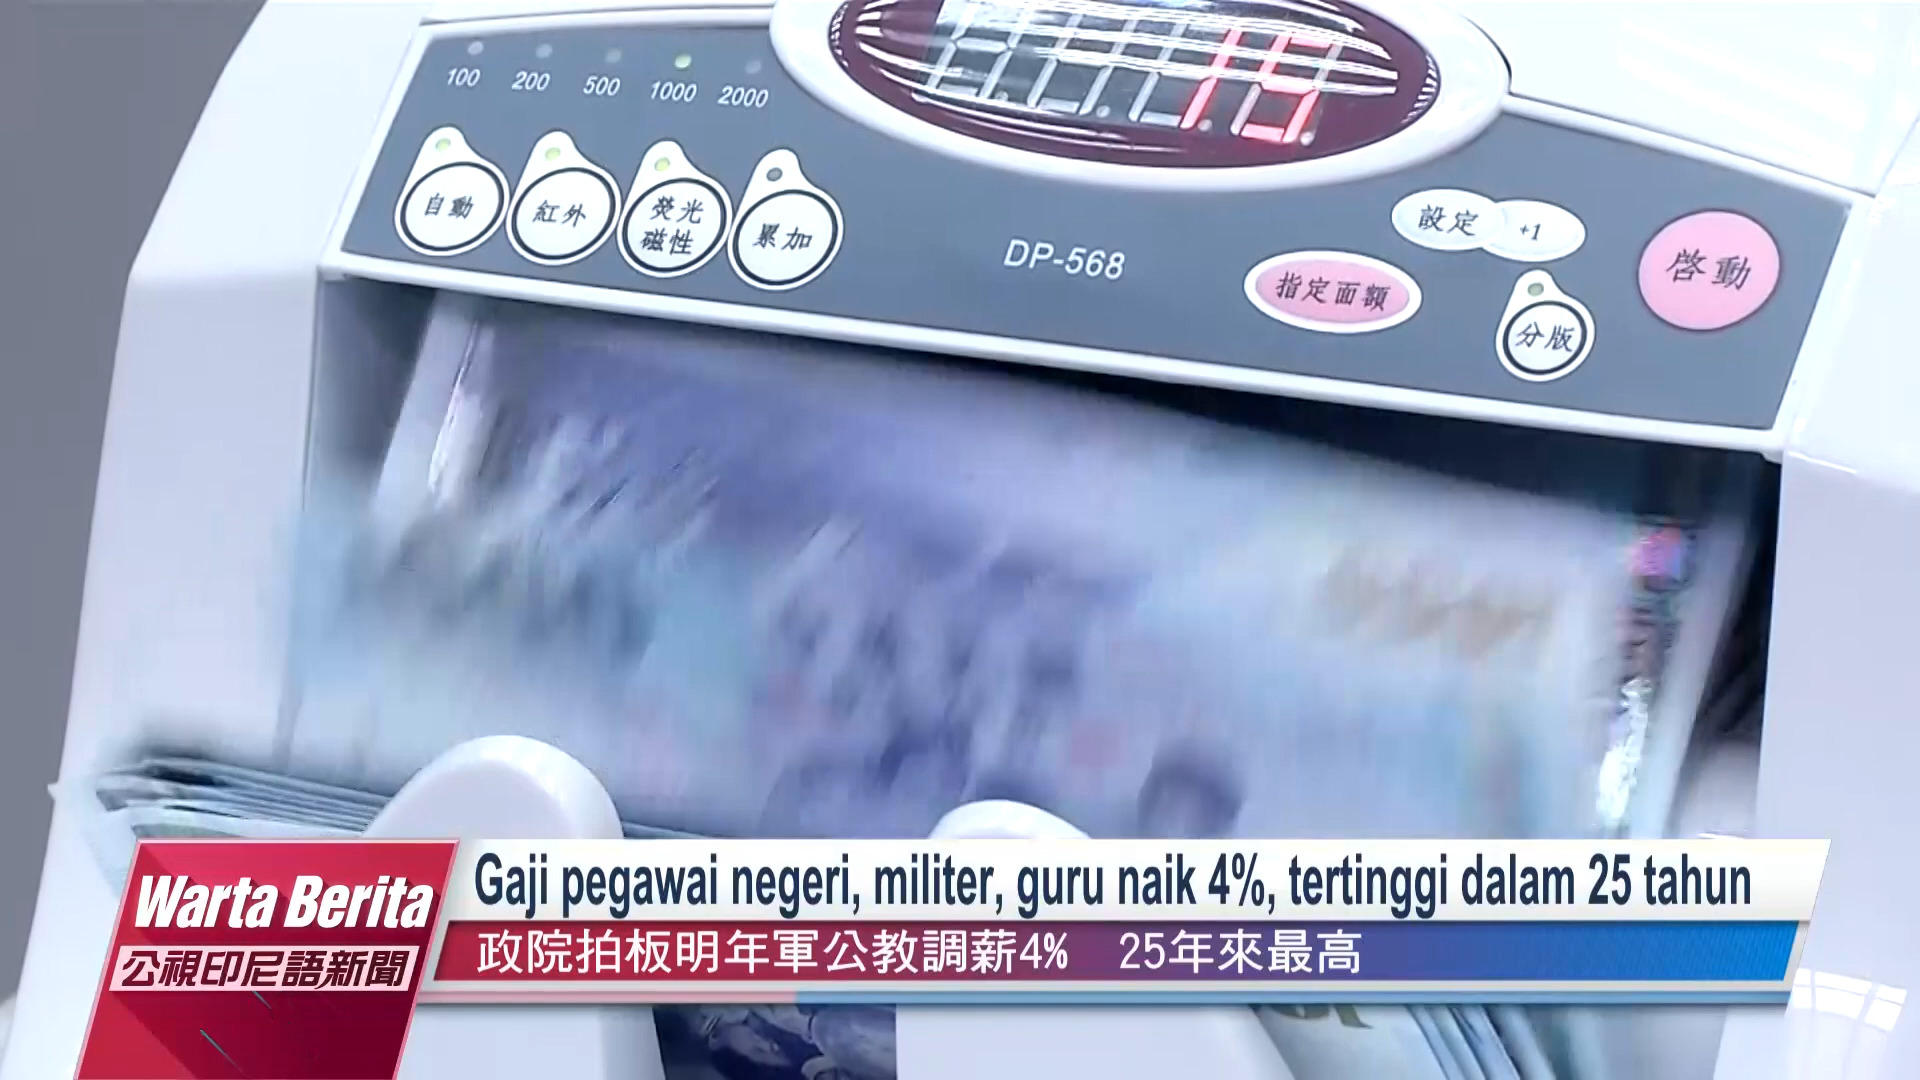 100 200 500 1000 2000
15
自動
紅外
熒光
磁性
累加
DP-568
設定 +1
指定面額
分版
啓動
Warta Berita
公視印尼語新聞
Gaji pegawai negeri, militer, guru naik 4%, tertinggi dalam 25 tahun
政院拍板明年軍公教調薪4% 25年來最高